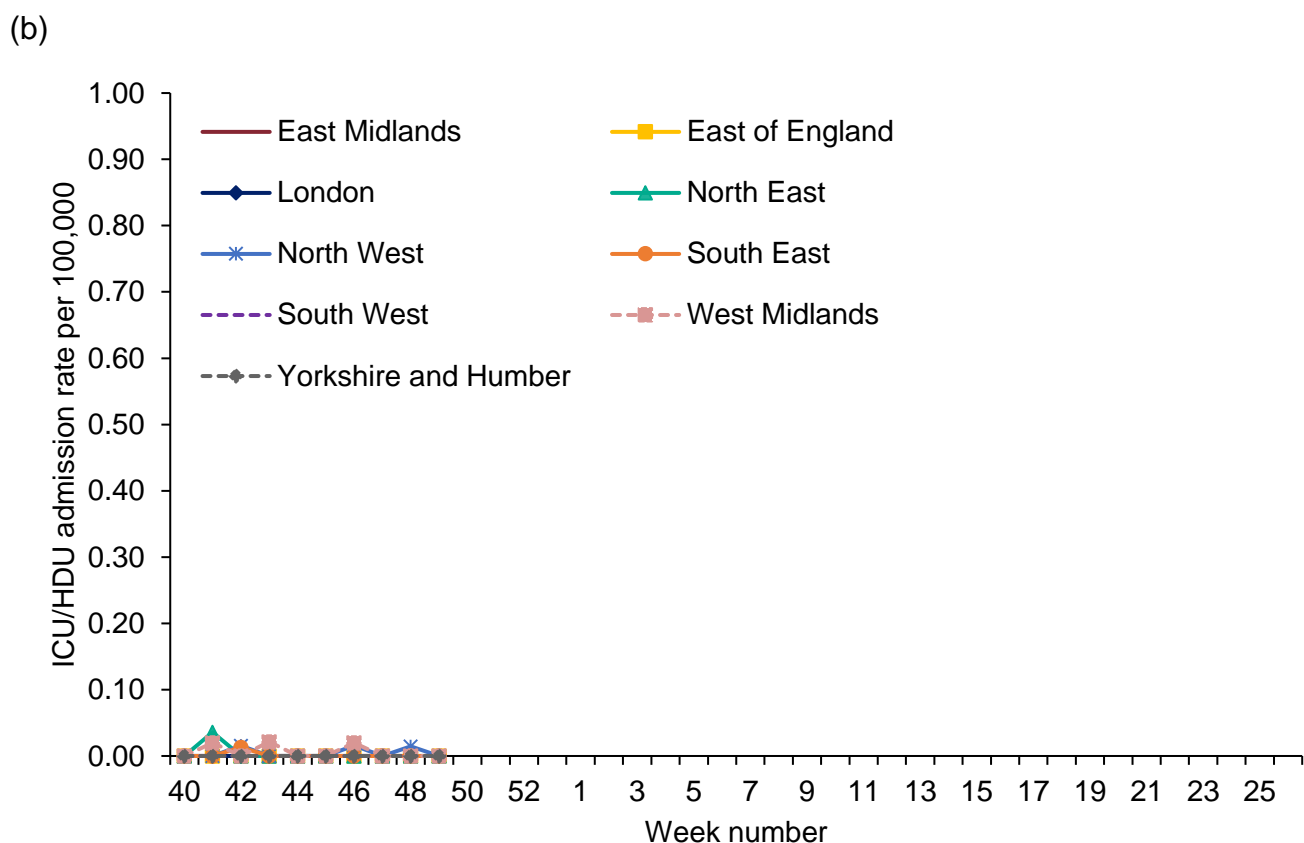 (b)
1.00
0.90
0.80
0.70
0.60
0.50
0.40
0.30
0.20
0.10
0.00
ICU/HDU admission rate per 100,000
East Midlands East of England
London North East
North West South East
South West West Midlands
Yorkshire and Humber
40 42 44 46 48 50 52 1 3 5 7 9 11 13 15 17 19 21 23 25
Week number